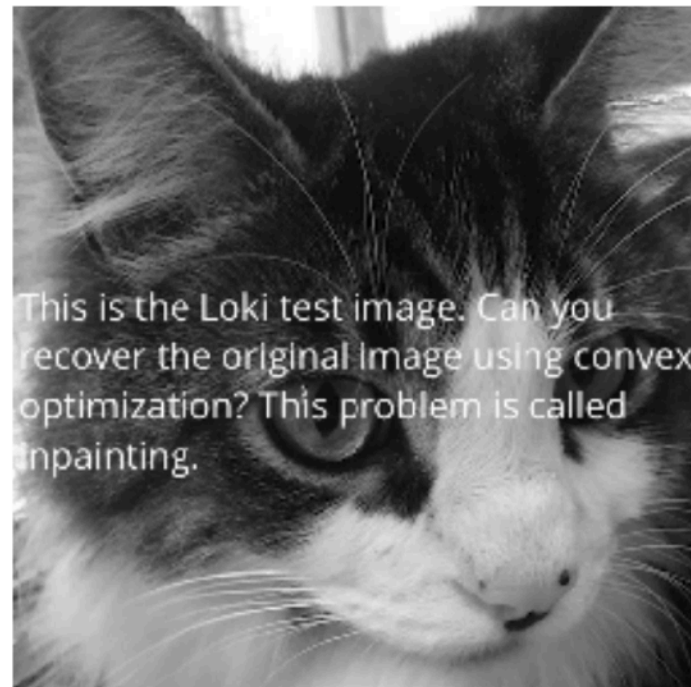 This is the Loki test image. Can you
recover the original image using convex
optimization? This problem is called
inpainting.